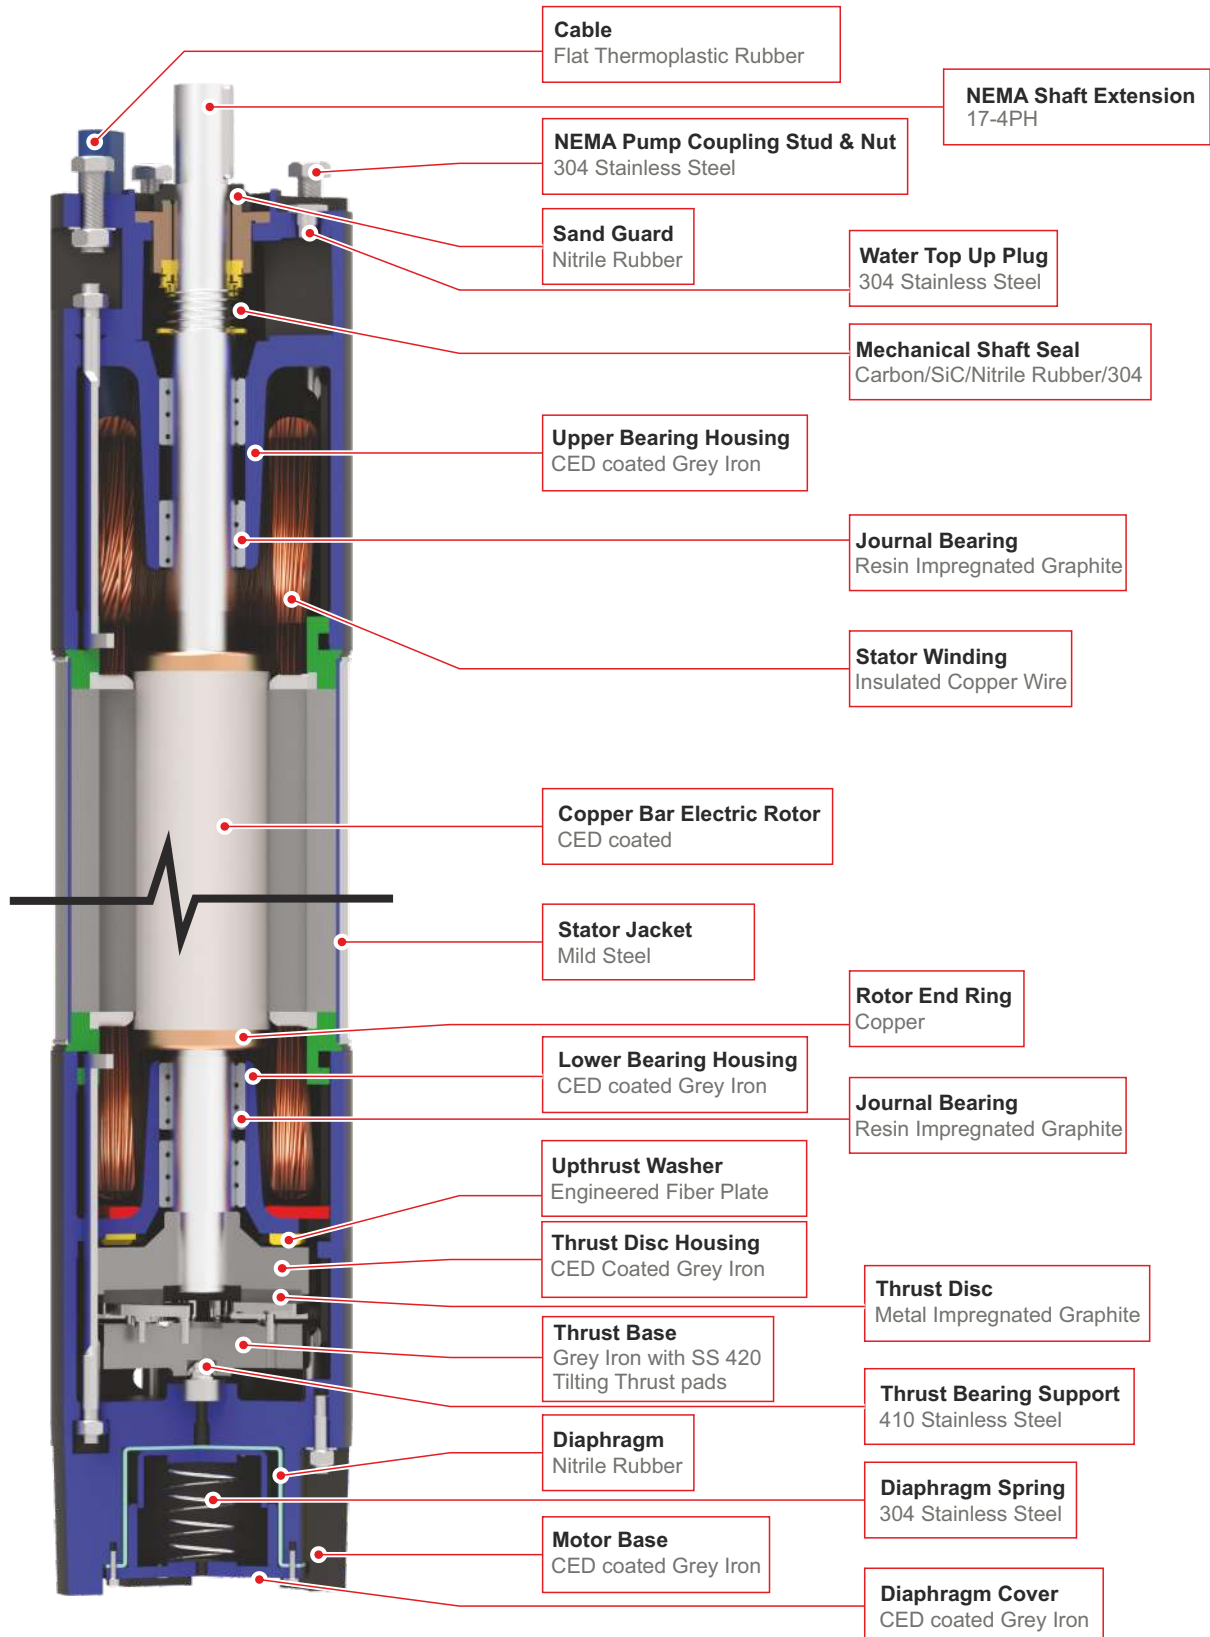 Cable
Flat Thermoplastic Rubber
NEMA Shaft Extension
17-4PH
NEMA Pump Coupling Stud & Nut
304 Stainless Steel
Sand Guard
Nitrile Rubber
Water Top Up Plug
304 Stainless Steel
Mechanical Shaft Seal
Carbon/SiC/Nitrile Rubber/304
Upper Bearing Housing
CED coated Grey Iron
Journal Bearing
Resin Impregnated Graphite
Stator Winding
Insulated Copper Wire
Copper Bar Electric Rotor
CED coated
Stator Jacket
Mild Steel
Rotor End Ring
Copper
Lower Bearing Housing
CED coated Grey Iron
Journal Bearing
Resin Impregnated Graphite
Upthrust Washer
Engineered Fiber Plate
Thrust Disc Housing
CED Coated Grey Iron
Thrust Disc
Metal Impregnated Graphite
Thrust Base
Grey Iron with SS 420
Tilting Thrust pads
Thrust Bearing Support
410 Stainless Steel
Diaphragm
Nitrile Rubber
Diaphragm Spring
304 Stainless Steel
Motor Base
CED coated Grey Iron
Diaphragm Cover
CED coated Grey Iron